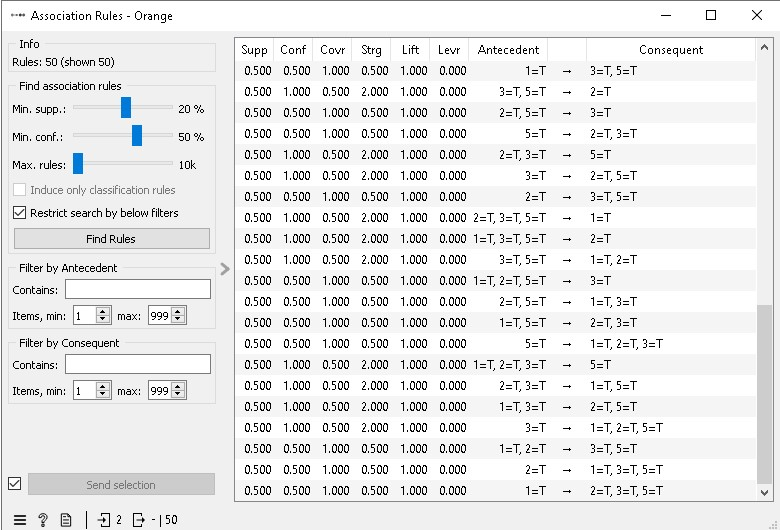 Association Rules - Orange
Info
Rules: 50 (shown 50)
Find association rules
Min. supp.: 20 %
Min. conf.: 50 %
Max. rules: 10k
Induce only classification rules
Restrict search by below filters
Find Rules
Filter by Antecedent
Contains:
Items, min: 1 max: 999
Filter by Consequent
Contains:
Items, min: 1 max: 999
Send selection
2 - | 50
Supp Conf Covr Strg Lift Levr Antecedent Consequent
0.500 0.500 1.000 0.500 1.000 0.000 1=T → 3=T, 5=T
0.500 1.000 0.500 2.000 1.000 0.000 3=T, 5=T → 2=T
0.500 1.000 0.500 2.000 1.000 0.000 2=T, 5=T → 3=T
0.500 0.500 1.000 0.500 1.000 0.000 5=T → 2=T, 3=T
0.500 1.000 0.500 2.000 1.000 0.000 2=T, 3=T → 5=T
0.500 0.500 1.000 0.500 1.000 0.000 3=T → 2=T, 5=T
0.500 0.500 1.000 0.500 1.000 0.000 2=T → 3=T, 5=T
0.500 1.000 0.500 2.000 1.000 0.000 2=T, 3=T, 5=T → 1=T
0.500 1.000 0.500 2.000 1.000 0.000 1=T, 3=T, 5=T → 2=T
0.500 1.000 0.500 2.000 1.000 0.000 3=T, 5=T → 1=T, 2=T
0.500 0.500 1.000 0.500 1.000 0.000 1=T, 2=T, 5=T → 3=T
0.500 0.500 1.000 0.500 1.000 0.000 2=T, 5=T → 1=T, 3=T
0.500 0.500 1.000 0.500 1.000 0.000 1=T, 5=T → 2=T, 3=T
0.500 0.500 1.000 0.500 1.000 0.000 5=T → 1=T, 2=T, 3=T
0.500 1.000 0.500 2.000 1.000 0.000 1=T, 2=T, 3=T → 5=T
0.500 1.000 0.500 2.000 1.000 0.000 2=T, 3=T → 1=T, 5=T
0.500 1.000 0.500 2.000 1.000 0.000 1=T, 3=T → 2=T, 5=T
0.500 1.000 0.500 2.000 1.000 0.000 3=T → 1=T, 2=T, 5=T
0.500 0.500 1.000 0.500 1.000 0.000 1=T, 2=T → 3=T, 5=T
0.500 0.500 1.000 0.500 1.000 0.000 2=T → 1=T, 3=T, 5=T
0.500 0.500 1.000 0.500 1.000 0.000 1=T → 2=T, 3=T, 5=T